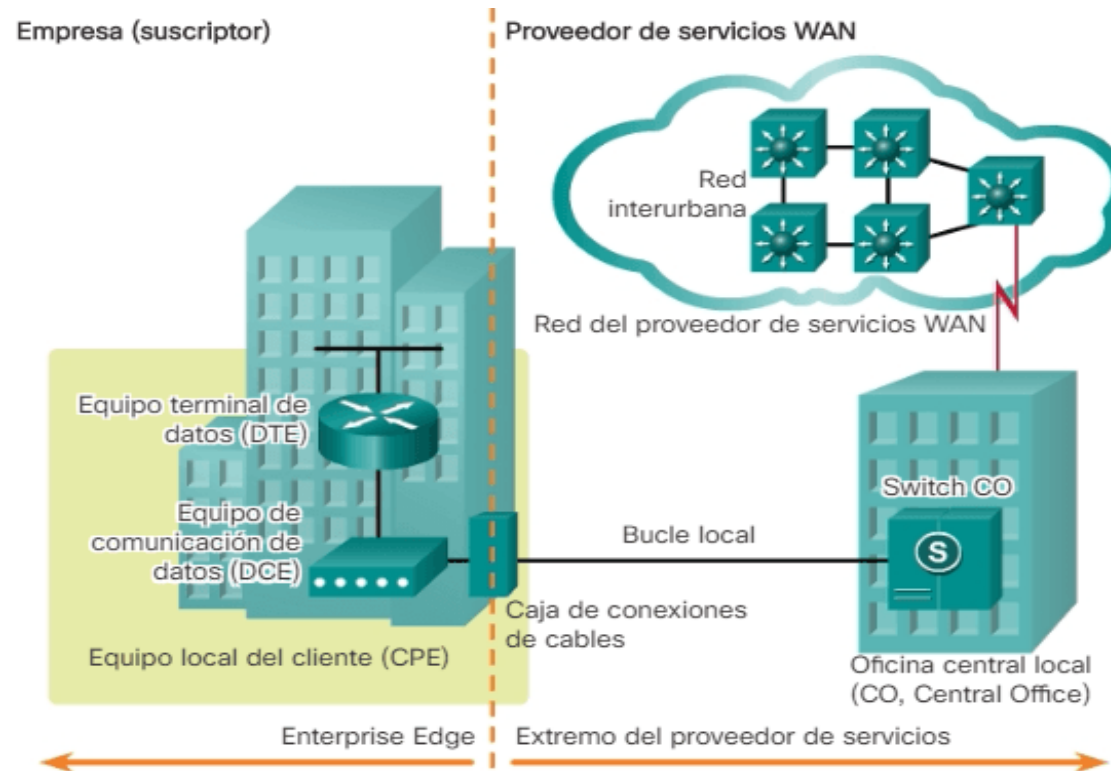 Empresa (suscriptor)
Proveedor de servicios WAN
Red
interurbana
Red del proveedor de servicios WAN
Equipo terminal de
datos (DTE)
Equipo de
comunicación de
datos (DCE)
Switch CO
S
Bucle local
Caja de conexiones
de cables
Equipo local del cliente (CPE)
Oficina central local
(CO, Central Office)
Enterprise Edge
Extremo del proveedor de servicios